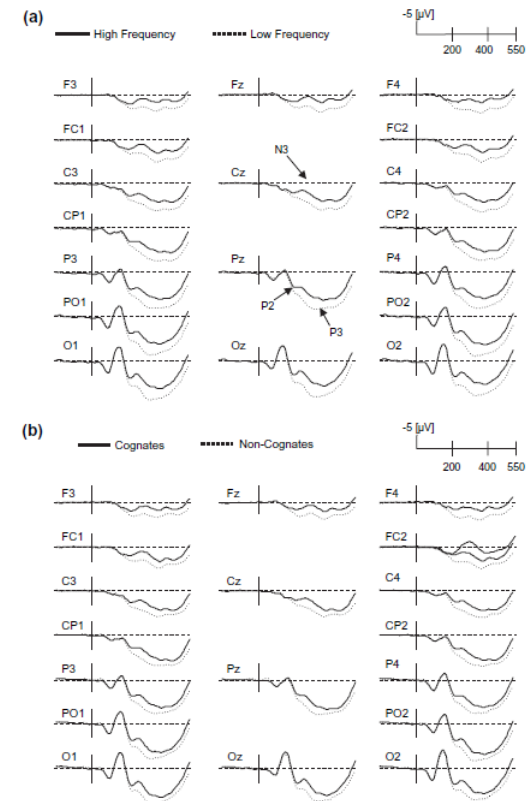 (a)
High Frequency Low Frequency
-5 [µV]
200 400 550
F3 Fz F4
FC1 FC2
N3
C3 Cz C4
CP1 CP2
P3 Pz P4
P2
P3
PO1 PO2
O1 Oz O2
(b)
Cognates Non-Cognates
-5 [µV]
200 400 550
F3 Fz F4
FC1 FC2
C3 Cz C4
CP1 CP2
P3 Pz P4
PO1 PO2
O1 Oz O2